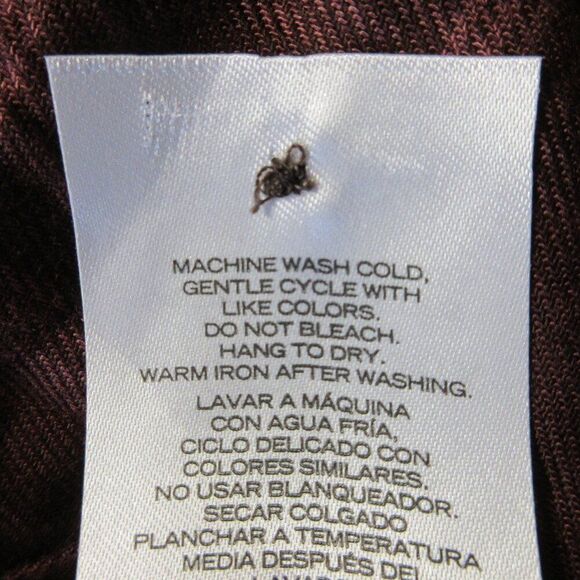 MACHINE WASH COLD,
GENTLE CYCLE WITH
LIKE COLORS.
DO NOT BLEACH.
HANG TO DRY.
WARM IRON AFTER WASHING.
LAVAR A MÁQUINA
CON AGUA FRÍA,
CICLO DELICADO CON
COLORES SIMILARES.
NO USAR BLANQUEADOR.
SECAR COLGADO
PLANCHAR A TEMPERATURA
MEDIA DESPUÉS DEL